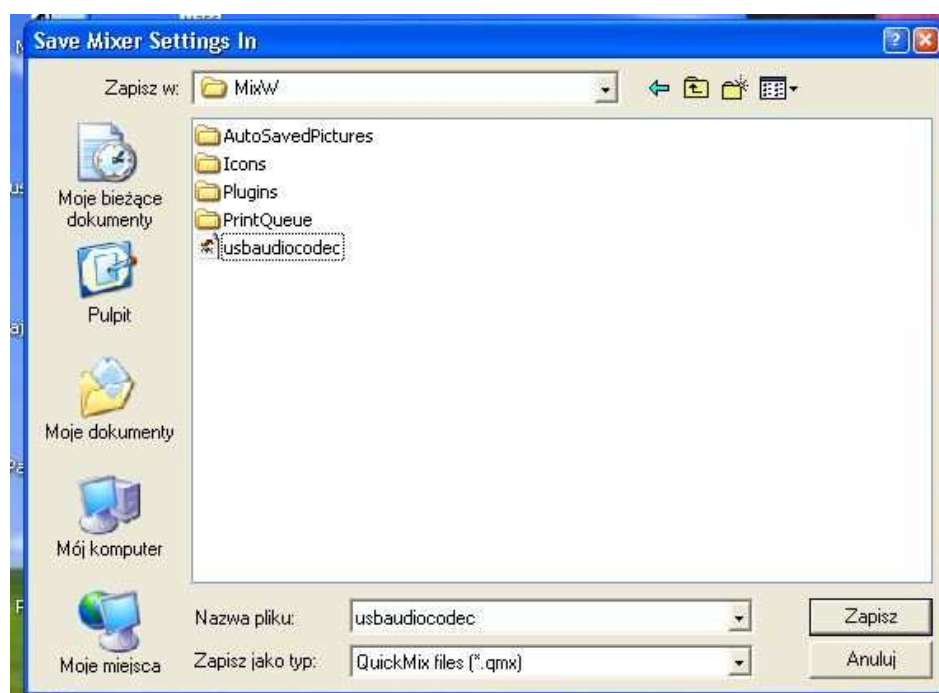 Save Mixer Settings In
Zapisz w:
MixW
AutoSavedPictures
Icons
Plugins
PrintQueue
usbaudiocodec
Moje bieżące
dokumenty
Pulpit
Moje dokumenty
Mój komputer
Moje miejsca
Nazwa pliku:
usbaudiocodec
Zapisz
Zapisz jako typ:
QuickMix files (*.qmx)
Anuluj